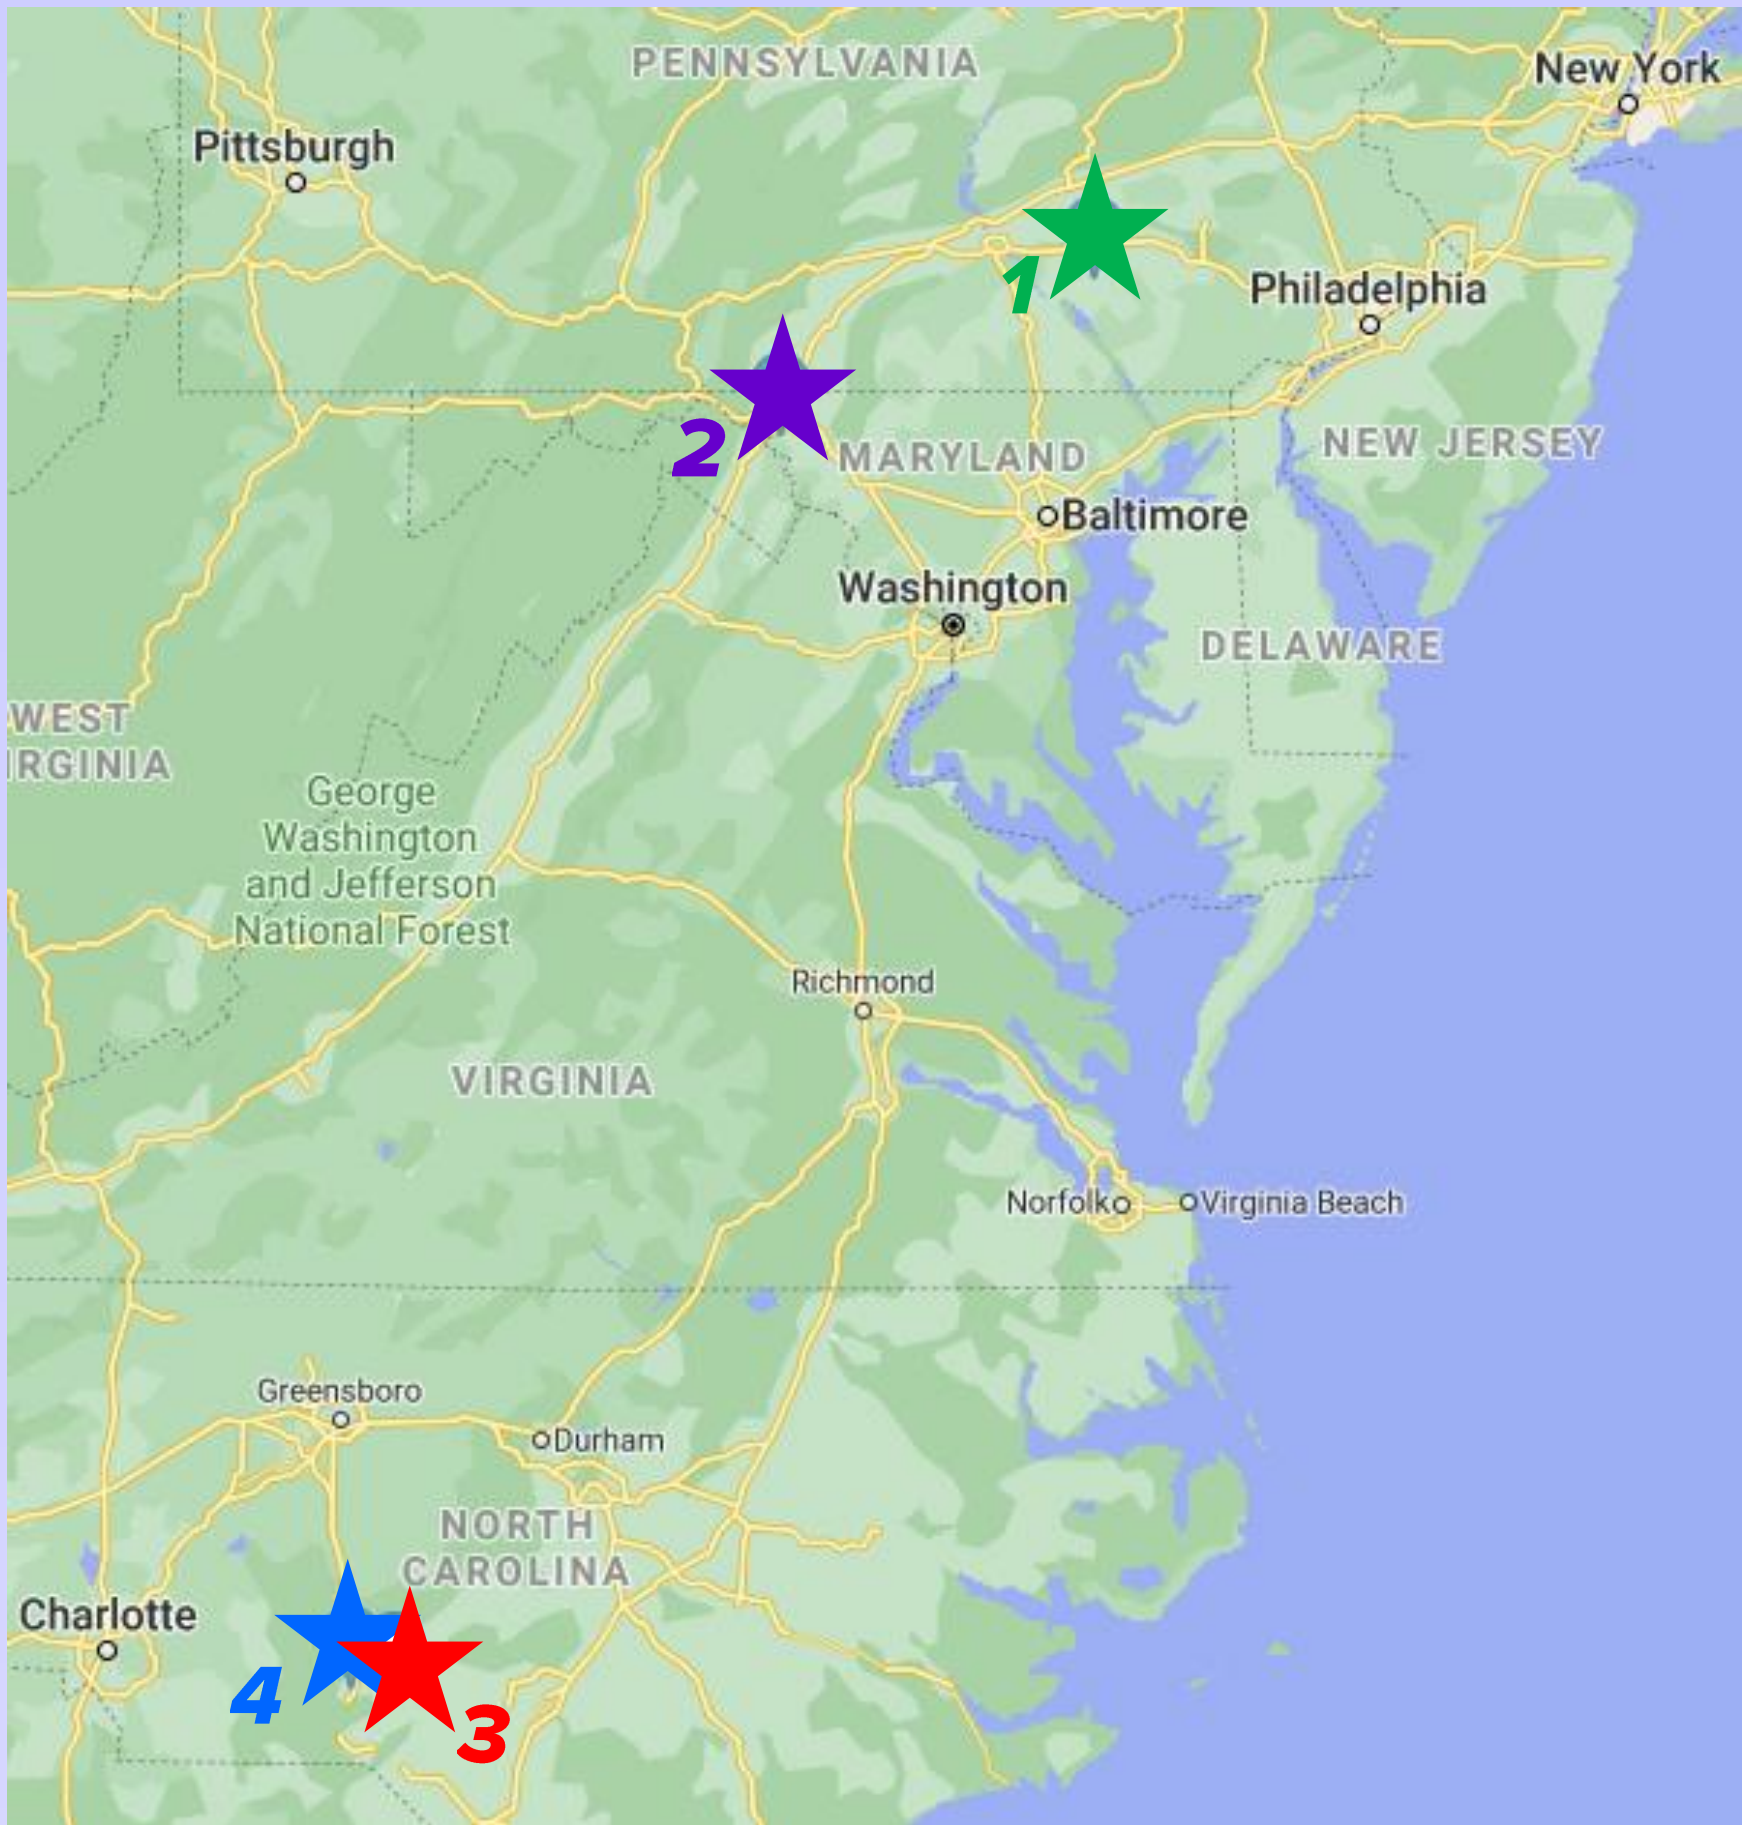 PENNSYLVANIA
New York
Pittsburgh
1
Philadelphia
2
MARYLAND
NEW JERSEY
Baltimore
Washington
DELAWARE
WEST
IRGINIA
George
Washington
and Jefferson
National Forest
Richmond
VIRGINIA
Norfolk
Virginia Beach
Greensboro
Durham
NORTH
CAROLINA
Charlotte
4
3